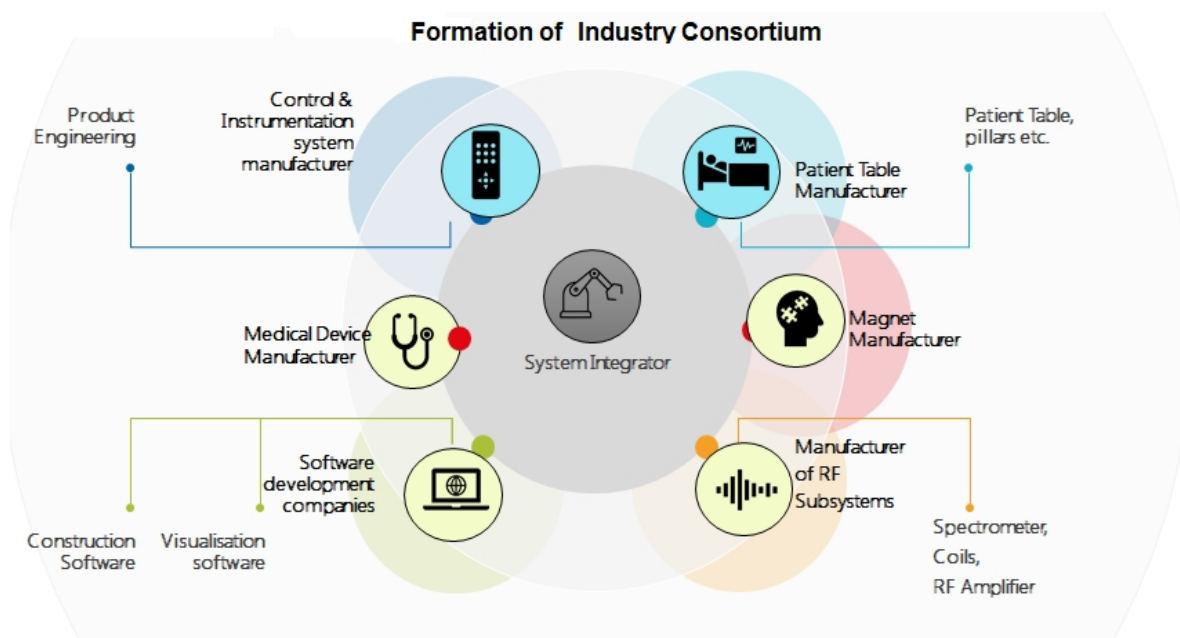 Formation of Industry Consortium
Product
Engineering
Control &
Instrumentation
system
manufacturer
Patient Table
Manufacturer
Patient Table,
pillars etc.
Medical Device
Manufacturer
System Integrator
Magnet
Manufacturer
Software
development
companies
Manufacturer
of RF
Subsystems
Construction
Software
Visualisation
software
Spectrometer,
Coils,
RF Amplifier